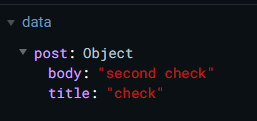 data
post: Object
body: "second check"
title: "check"